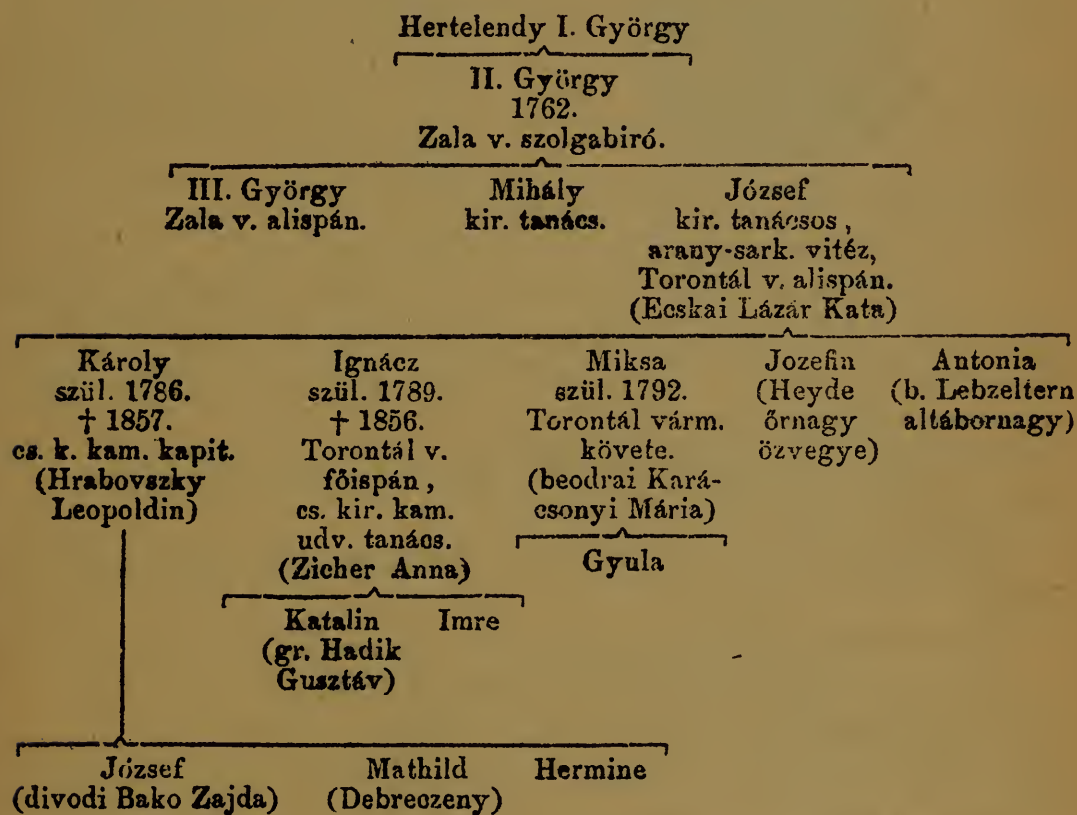 Hertelendy I. György
II. György
1762.
Zala v. szolgabiró.
III. György
Zala v. alispán.
Mihály
kir. tanács.
József
kir. tanácsos,
arany-sark. vitéz,
Torontál v. alispán.
(Ecskai Lázár Kata)
Károly
szül. 1786.
† 1857.
cs. k. kam. kapit.
(Hrabovszky
Leopoldin)
Ignácz
szül. 1789.
† 1856.
Torontál v.
főispán,
cs. kir. kam.
udv. tanács.
(Zicher Anna)
Miksa
szül. 1792.
Torontál várm.
követe.
(beodrai Kará-
csonyi Mária)
Jozefin
(Heyde
őrnagy
özvegye)
Antonia
(b. Lebzeltern
altábornagy)
Gyula
Katalin
(gr. Hadik
Gusztáv)
Imre
József
(divodi Bako Zajda)
Mathild
(Debreczeny)
Hermine